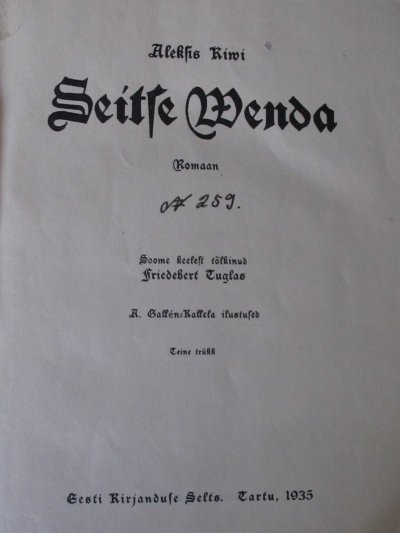 Aleksis Kiwi
Seitse Wenda
Romaan
№ 259.
Soome keelest tõlkinud
Friedebert Tuglas
A. Gallén-Kallela ilustused
Teine trükk
Eesti Kirjanduse Selts. Tartu, 1935